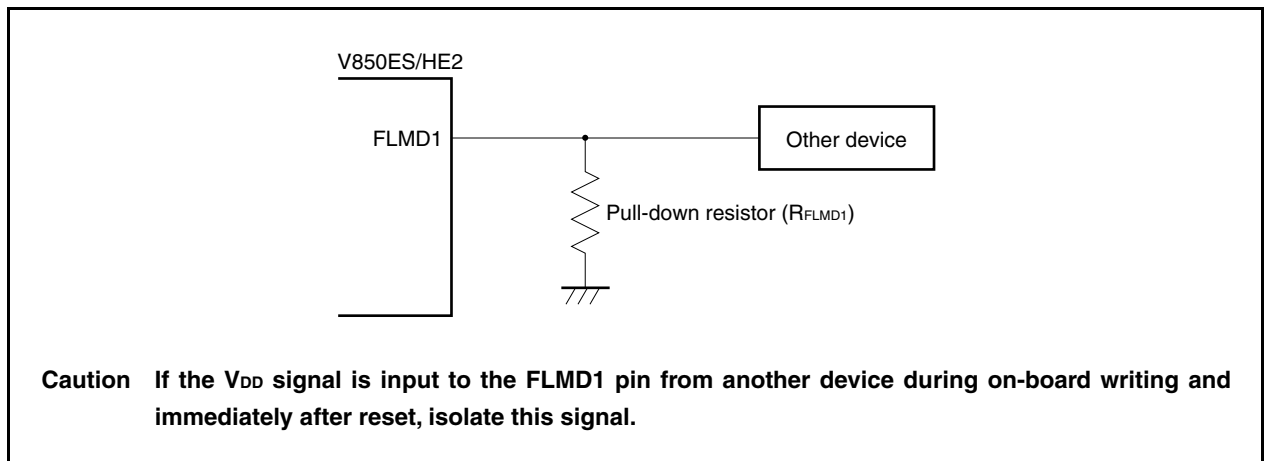 V850ES/HE2
FLMD1
Other device
Pull-down resistor (RFLMD1)
Caution If the VDD signal is input to the FLMD1 pin from another device during on-board writing and
immediately after reset, isolate this signal.